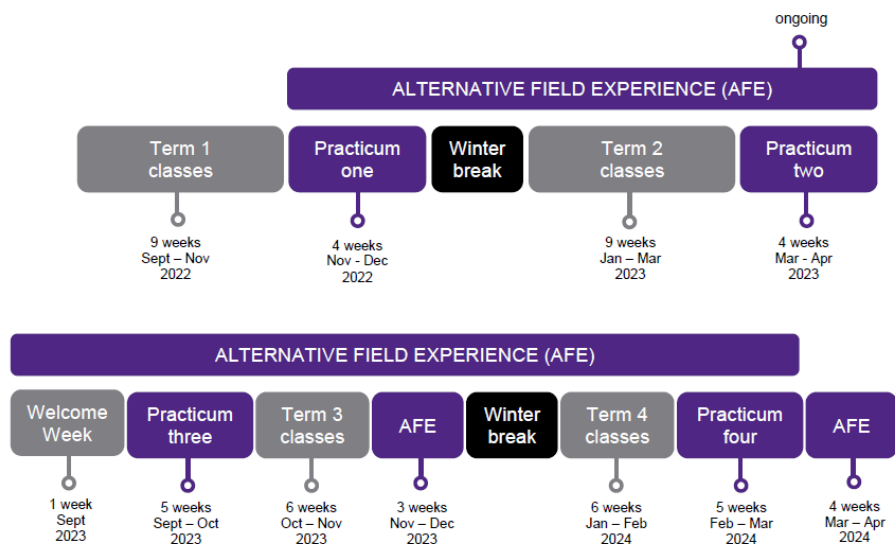 ongoing
ALTERNATIVE FIELD EXPERIENCE (AFE)
Term 1
classes
Practicum
one
Winter
break
Term 2
classes
Practicum
two
9 weeks
Sept – Nov
2022
4 weeks
Nov - Dec
2022
9 weeks
Jan – Mar
2023
4 weeks
Mar - Apr
2023
ALTERNATIVE FIELD EXPERIENCE (AFE)
Welcome
Week
Practicum
three
Term 3
classes
AFE
Winter
break
Term 4
classes
Practicum
four
AFE
1 week
Sept
2023
5 weeks
Sept – Oct
2023
6 weeks
Oct – Nov
2023
3 weeks
Nov – Dec
2023
6 weeks
Jan – Feb
2024
5 weeks
Feb – Mar
2024
4 weeks
Mar – Apr
2024